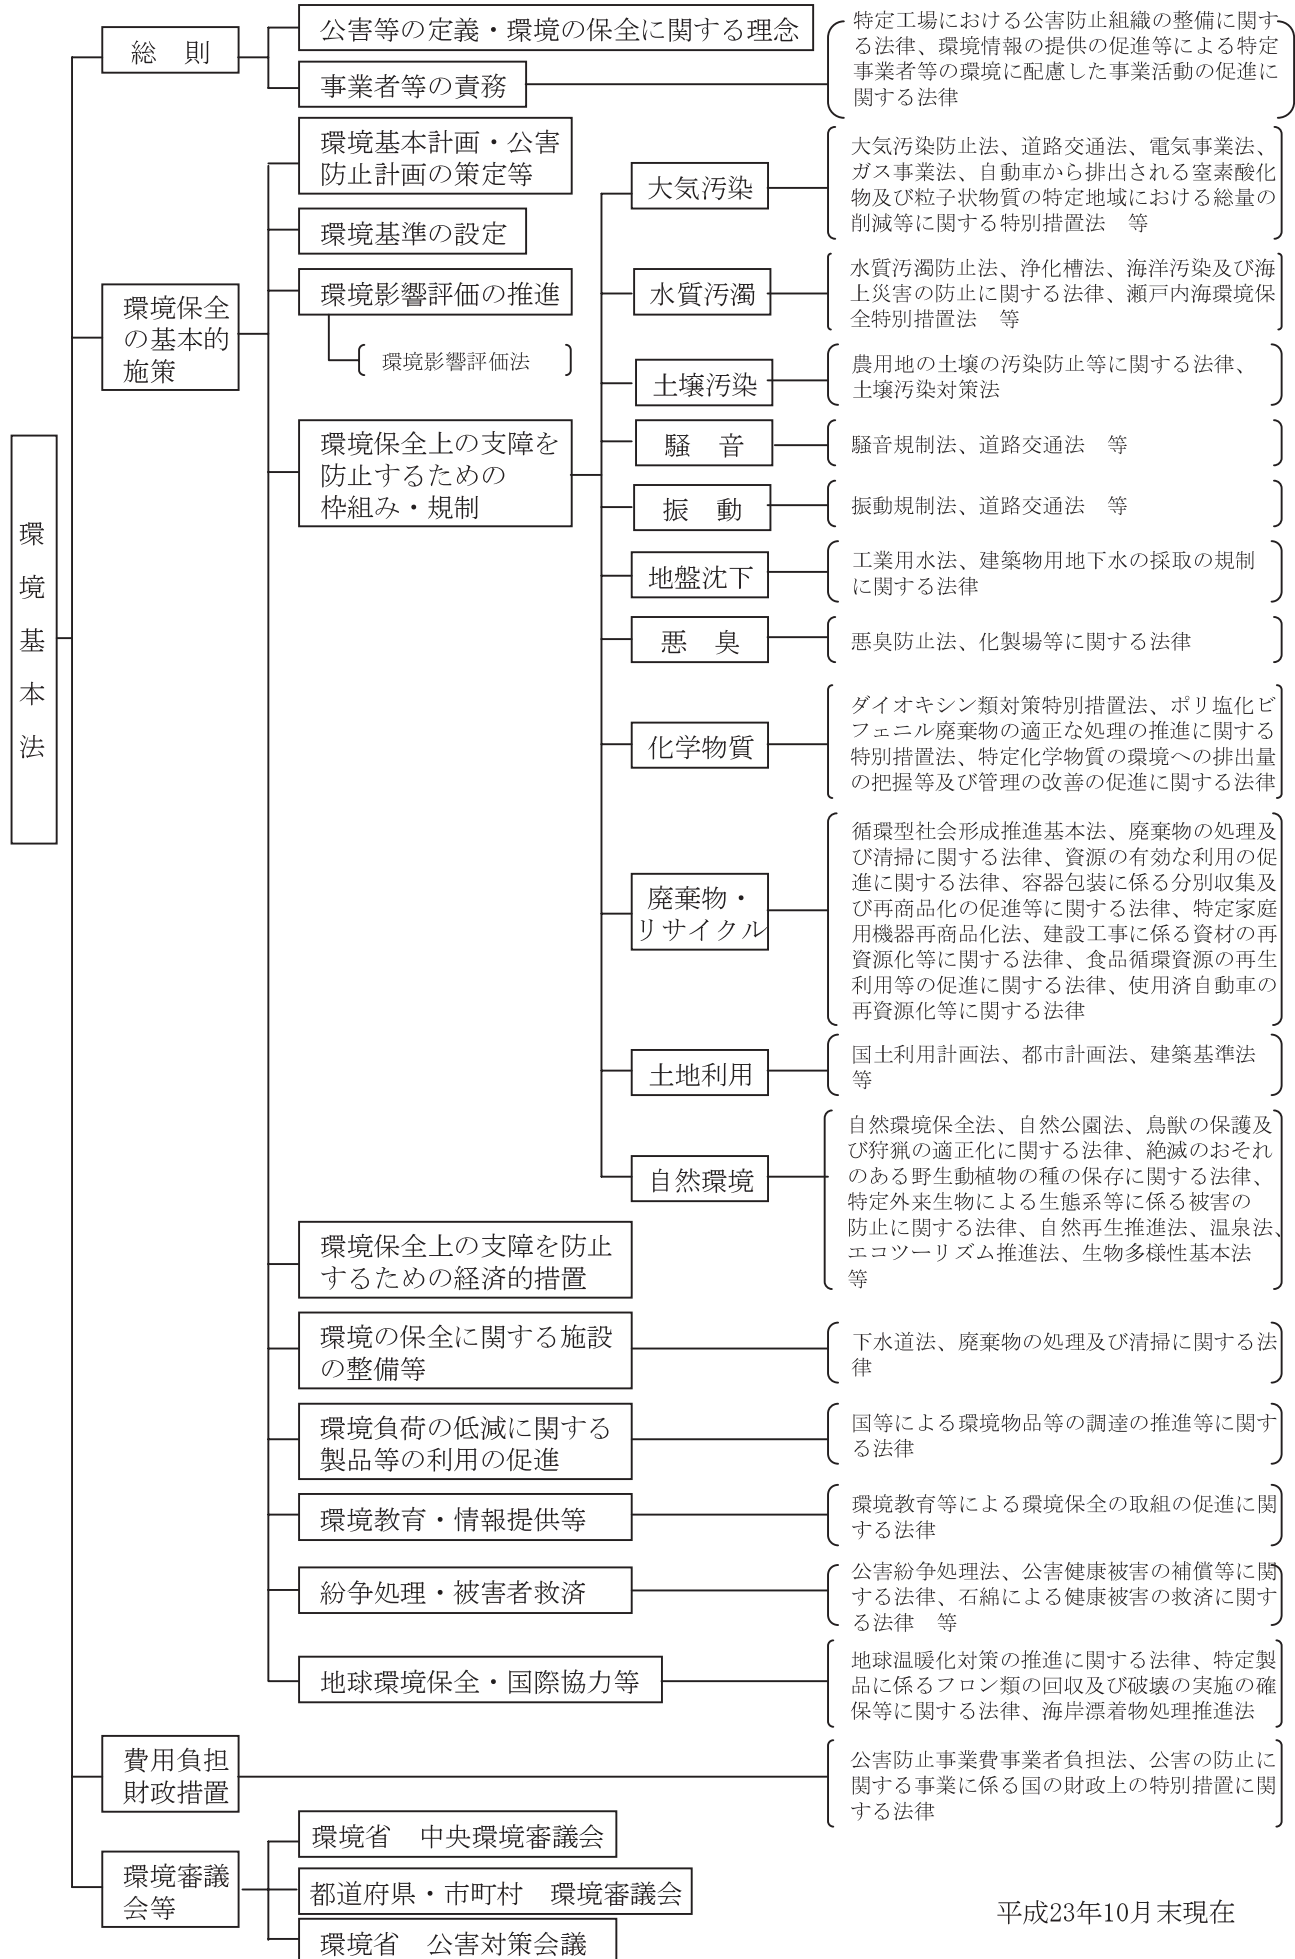 環境基本法
総　則
公害等の定義・環境の保全に関する理念
事業者等の責務
特定工場における公害防止組織の整備に関す
る法律、環境情報の提供の促進等による特定
事業者等の環境に配慮した事業活動の促進に
関する法律
環境保全
の基本的
施策
環境基本計画・公害
防止計画の策定等
環境基準の設定
環境影響評価の推進
環境影響評価法
環境保全上の支障を
防止するための
枠組み・規制
大気汚染
大気汚染防止法、道路交通法、電気事業法、
ガス事業法、自動車から排出される窒素酸化
物及び粒子状物質の特定地域における総量の
削減等に関する特別措置法　等
水質汚濁
水質汚濁防止法、浄化槽法、海洋汚染及び海
上災害の防止に関する法律、瀬戸内海環境保
全特別措置法　等
土壌汚染
農用地の土壌の汚染防止等に関する法律、
土壌汚染対策法
騒　音
騒音規制法、道路交通法　等
振　動
振動規制法、道路交通法　等
地盤沈下
工業用水法、建築物用地下水の採取の規制
に関する法律
悪　臭
悪臭防止法、化製場等に関する法律
化学物質
ダイオキシン類対策特別措置法、ポリ塩化ビ
フェニル廃棄物の適正な処理の推進に関する
特別措置法、特定化学物質の環境への排出量
の把握等及び管理の改善の促進に関する法律
廃棄物・
リサイクル
循環型社会形成推進基本法、廃棄物の処理及
び清掃に関する法律、資源の有効な利用の促
進に関する法律、容器包装に係る分別収集及
び再商品化の促進等に関する法律、特定家庭
用機器再商品化法、建設工事に係る資材の再
資源化等に関する法律、食品循環資源の再生
利用等の促進に関する法律、使用済自動車の
再資源化等に関する法律
土地利用
国土利用計画法、都市計画法、建築基準法
等
自然環境
自然環境保全法、自然公園法、鳥獣の保護及
び狩猟の適正化に関する法律、絶滅のおそれ
のある野生動植物の種の保存に関する法律、
特定外来生物による生態系等に係る被害の
防止に関する法律、自然再生推進法、温泉法、
エコツーリズム推進法、生物多様性基本法
等
環境保全上の支障を防止
するための経済的措置
環境の保全に関する施設
の整備等
下水道法、廃棄物の処理及び清掃に関する法
律
環境負荷の低減に関する
製品等の利用の促進
国等による環境物品等の調達の推進等に関す
る法律
環境教育・情報提供等
環境教育等による環境保全の取組の促進に関
する法律
紛争処理・被害者救済
公害紛争処理法、公害健康被害の補償等に関
する法律、石綿による健康被害の救済に関す
る法律　等
地球環境保全・国際協力等
地球温暖化対策の推進に関する法律、特定製
品に係るフロン類の回収及び破壊の実施の確
保等に関する法律、海岸漂着物処理推進法
費用負担
財政措置
公害防止事業費事業者負担法、公害の防止に
関する事業に係る国の財政上の特別措置に関
する法律
環境審議
会等
環境省　中央環境審議会
都道府県・市町村　環境審議会
環境省　公害対策会議
平成23年10月末現在